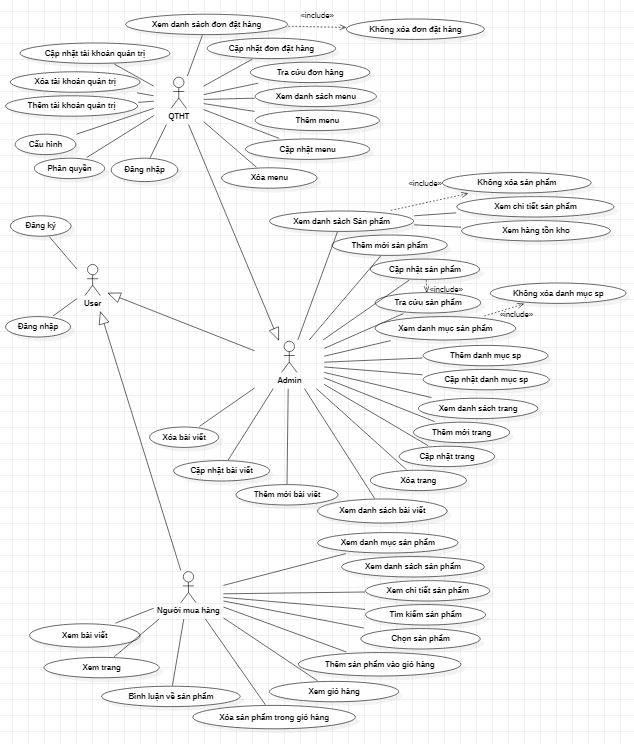 Xem danh sách đơn đặt hàng
«include»
Không xóa đơn đặt hàng
Cập nhật tài khoản quản trị
Cập nhật đơn đặt hàng
Xóa tài khoản quản trị
Tra cứu đơn hàng
Thêm tài khoản quản trị
Xem danh sách menu
QTHT
Thêm menu
Cấu hình
Cập nhật menu
Phân quyền
Đăng nhập
Xóa menu
«include»
Không xóa sản phẩm
Xem chi tiết sản phẩm
Xem danh sách Sản phẩm
Đăng ký
Xem hàng tồn kho
Thêm mới sản phẩm
Cập nhật sản phẩm
«include»
Không xóa danh mục sp
User
Tra cứu sản phẩm
«include»
Đăng nhập
Xem danh mục sản phẩm
Thêm danh mục sp
Admin
Cập nhật danh mục sp
Xem danh sách trang
Thêm mới trang
Xóa bài viết
Cập nhật trang
Cập nhật bài viết
Xóa trang
Thêm mới bài viết
Xem danh sách bài viết
Xem danh mục sản phẩm
Xem danh sách sản phẩm
Xem chi tiết sản phẩm
Người mua hàng
Tìm kiếm sản phẩm
Xem bài viết
Chọn sản phẩm
Xem trang
Thêm sản phẩm vào giỏ hàng
Bình luận về sản phẩm
Xem giỏ hàng
Xóa sản phẩm trong giỏ hàng